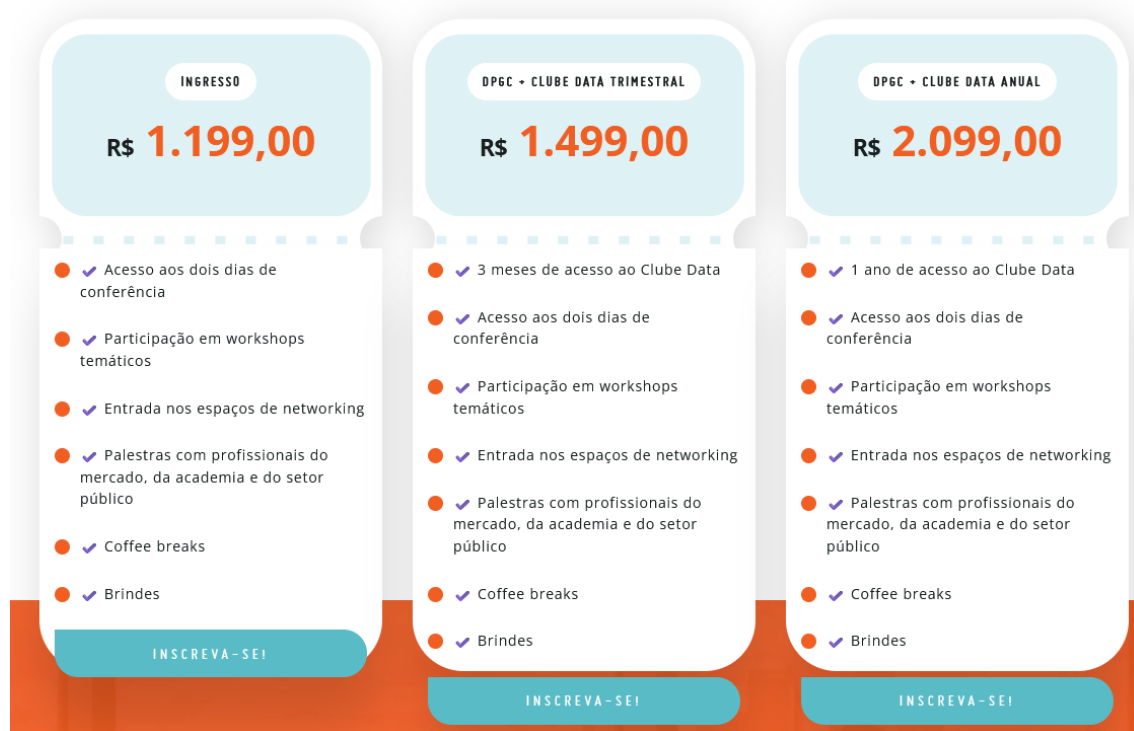 INGRESSO
R$ 1.199,00
✔ Acesso aos dois dias de
conferência
✔ Participação em workshops
temáticos
✔ Entrada nos espaços de networking
✔ Palestras com profissionais do
mercado, da academia e do setor
público
✔ Coffee breaks
✔ Brindes
INSCREVA-SE!
DPGC + CLUBE DATA TRIMESTRAL
R$ 1.499,00
✔ 3 meses de acesso ao Clube Data
✔ Acesso aos dois dias de
conferência
✔ Participação em workshops
temáticos
✔ Entrada nos espaços de networking
✔ Palestras com profissionais do
mercado, da academia e do setor
público
✔ Coffee breaks
✔ Brindes
INSCREVA-SE!
DPGC + CLUBE DATA ANUAL
R$ 2.099,00
✔ 1 ano de acesso ao Clube Data
✔ Acesso aos dois dias de
conferência
✔ Participação em workshops
temáticos
✔ Entrada nos espaços de networking
✔ Palestras com profissionais do
mercado, da academia e do setor
público
✔ Coffee breaks
✔ Brindes
INSCREVA-SE!